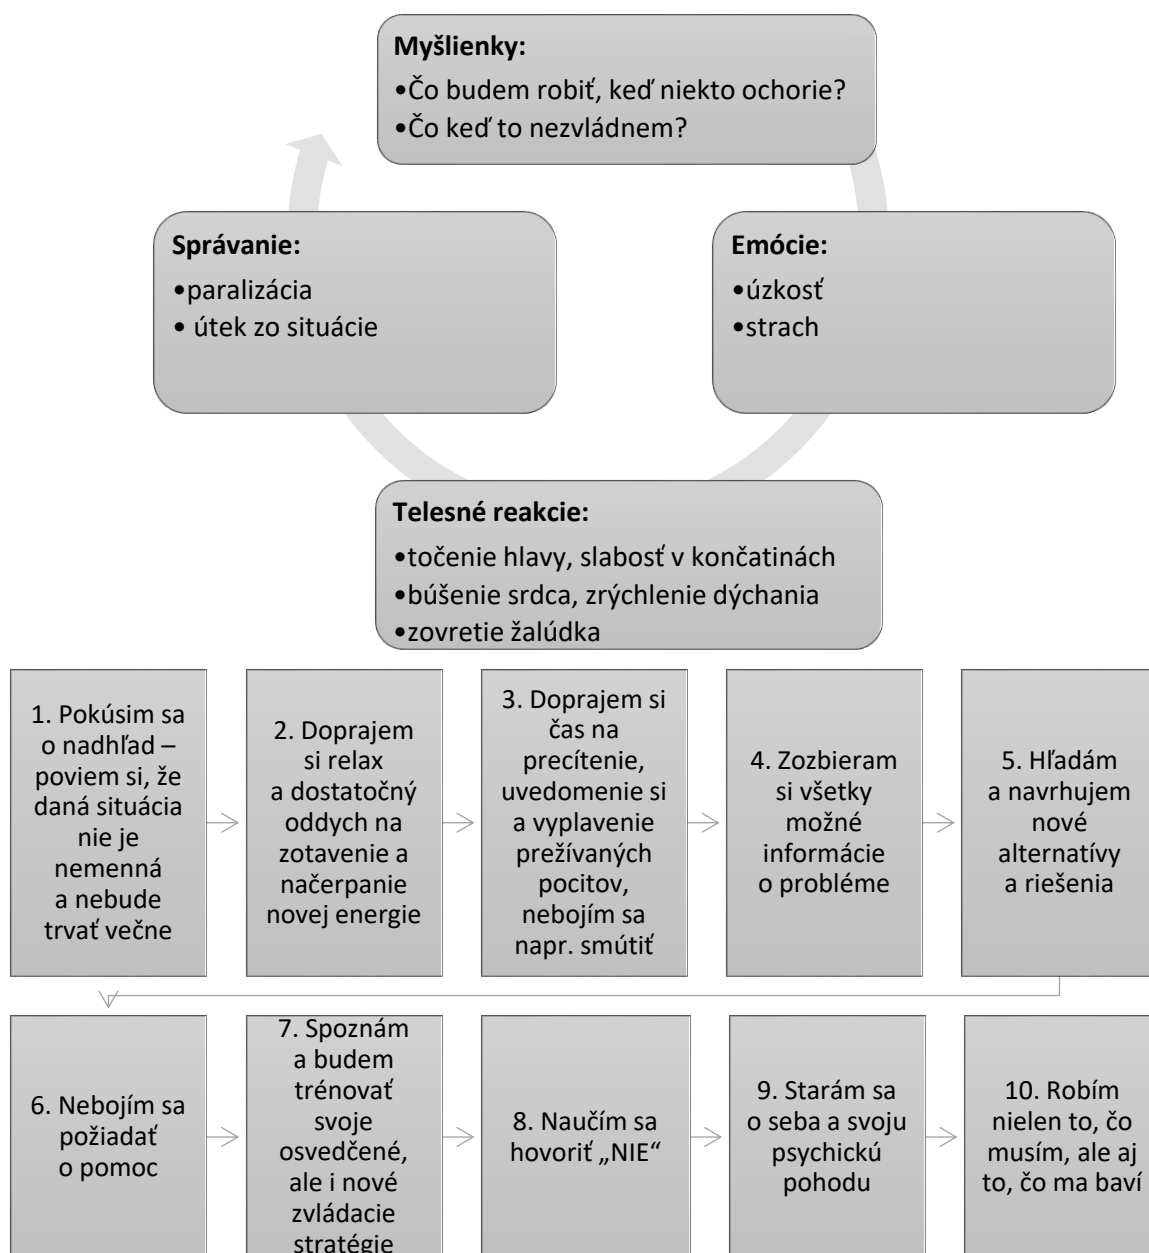 Myšlienky:
•Čo budem robiť, keď niekto ochorie?
•Čo keď to nezvládnem?
Správanie:
•paralizácia
• útek zo situácie
Emócie:
•úzkosť
•strach
Telesné reakcie:
•točenie hlavy, slabosť v končatinách
•búšenie srdca, zrýchlenie dýchania
•zovretie žalúdka
1. Pokúsim sa
o nadhľad –
poviem si, že
daná situácia
nie je
nemenná
a nebude
trvať večne
2. Doprajem
si relax
a dostatočný
oddych na
zotavenie a
načerpanie
novej energie
3. Doprajem si
čas na
precítenie,
uvedomenie si
a vyplavenie
prežívaných
pocitov,
nebojím sa
napr. smútiť
4. Zozbieram
si všetky
možné
informácie
o probléme
5. Hľadám
a navrhujem
nové
alternatívy
a riešenia
6. Nebojím sa
požiadať
o pomoc
7. Spoznám
a budem
trénovať
svoje
osvedčené,
ale i nové
zvládacie
stratégie
8. Naučím sa
hovoriť „NIE“
9. Starám sa
o seba a svoju
psychickú
pohodu
10. Robím
nielen to, čo
musím, ale aj
to, čo ma baví